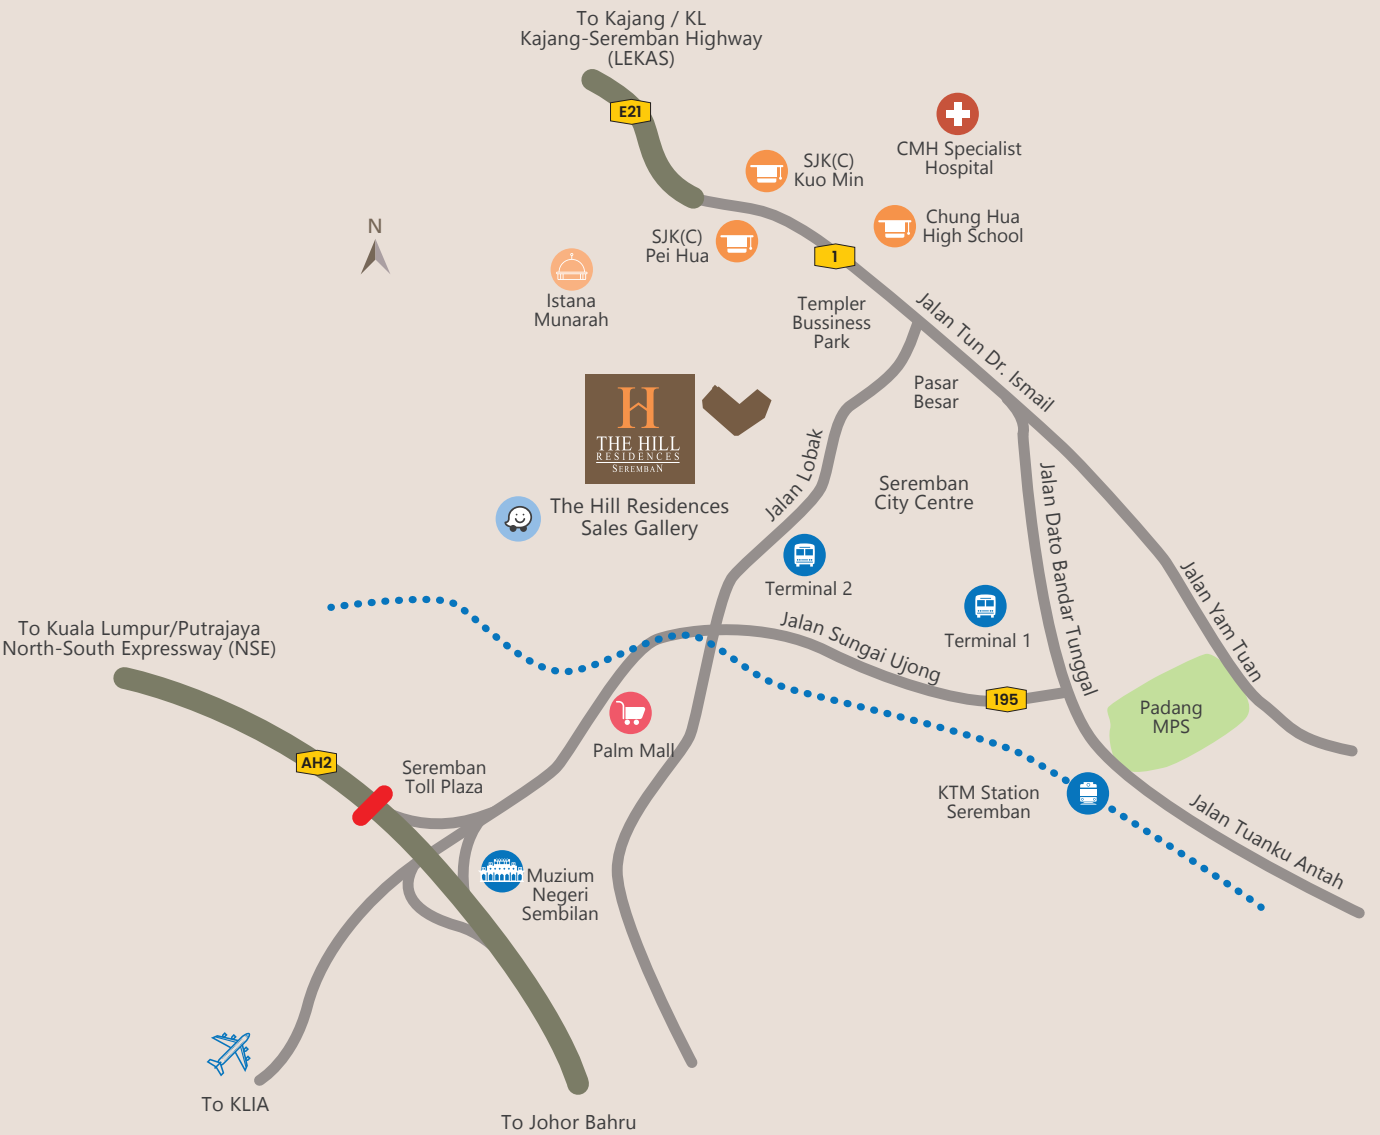 To Kajang / KL
Kajang-Seremban Highway
(LEKAS)
E21
CMH Specialist
Hospital
SJK(C)
Kuo Min
Chung Hua
High School
N
SJK(C)
Pei Hua
1
Istana
Munarah
Templer
Bussiness
Park
Jalan Tun Dr. Ismail
Pasar
Besar
H
THE HILL
RESIDENCES
SEREMBAN
Jalan Lobak
Seremban
City Centre
Jalan Dato Bandar Tunggal
The Hill Residences
Sales Gallery
Terminal 2
Terminal 1
Jalan Yam Tuan
To Kuala Lumpur/Putrajaya
North-South Expressway (NSE)
Jalan Sungai Ujong
195
Padang
MPS
Palm Mall
AH2
Seremban
Toll Plaza
KTM Station
Seremban
Jalan Tuanku Antah
Muzium
Negeri
Sembilan
To KLIA
To Johor Bahru